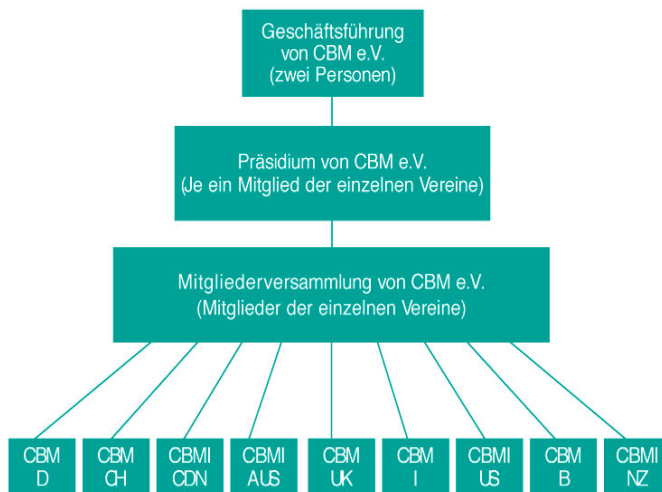 Geschäftsführung
von CBM e.V.
(zwei Personen)
Präsidium von CBM e.V.
(Je ein Mitglied der einzelnen Vereine)
Mitgliederversammlung von CBM e.V.
(Mitglieder der einzelnen Vereine)
CBM
D
CBM
CH
CBMI
CDN
CBMI
AUS
CBM
UK
CBM
I
CBMI
US
CBM
B
CBMI
NZ